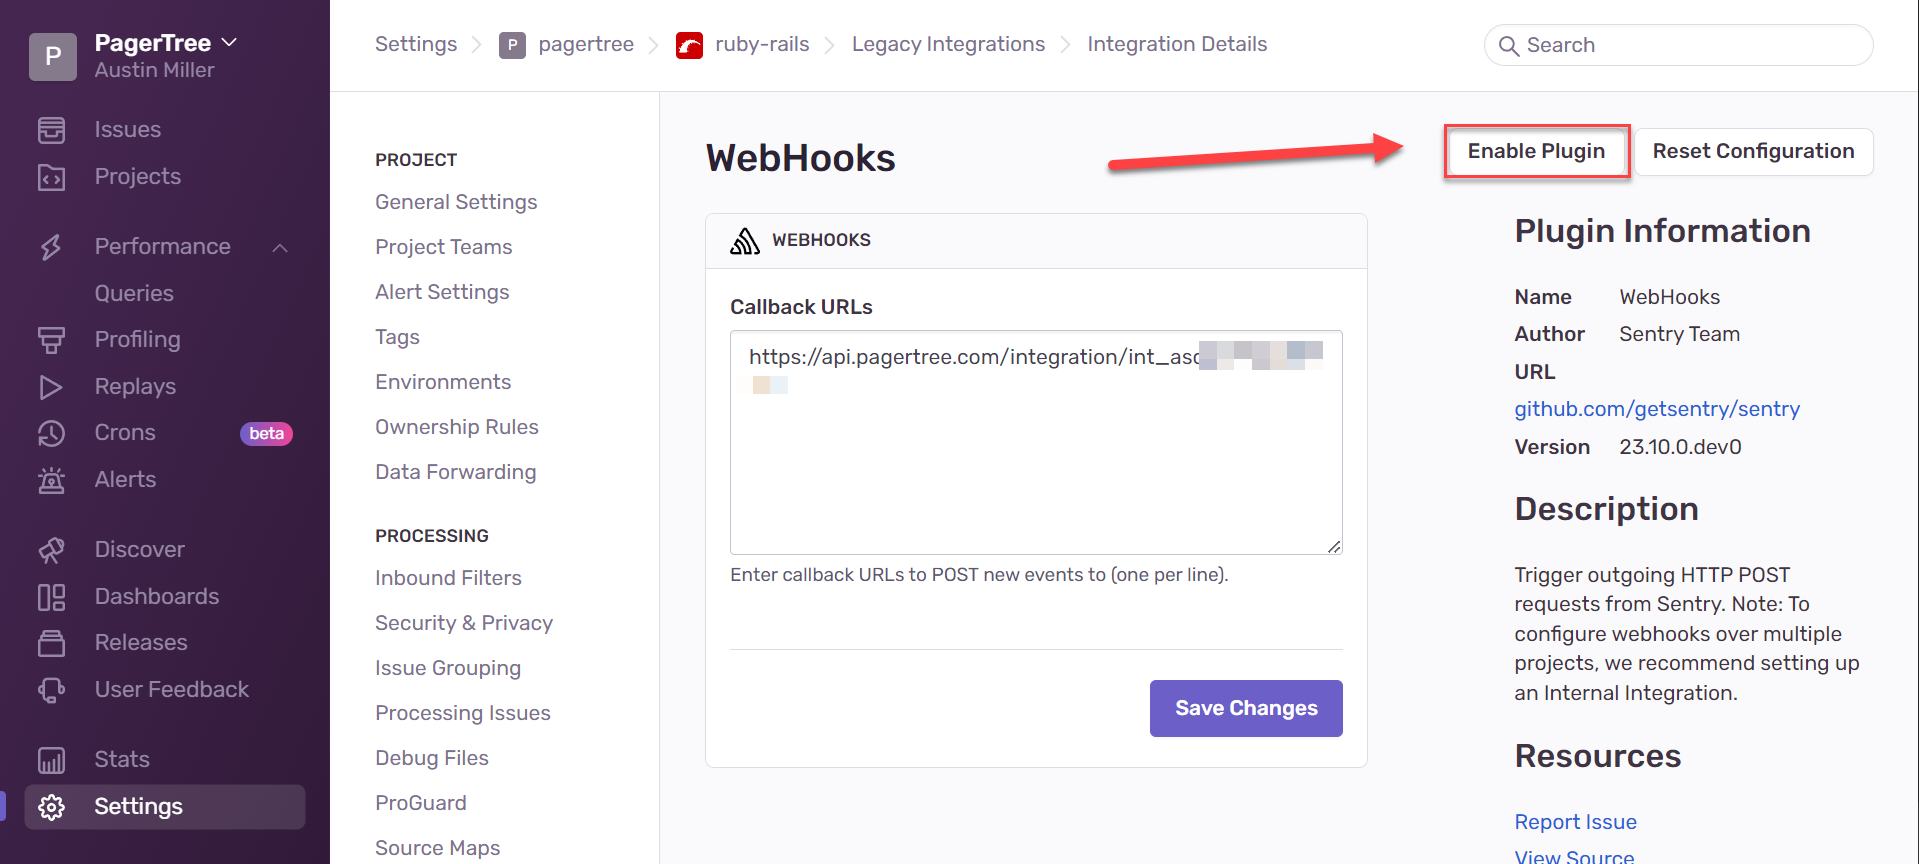 P
PagerTree
Austin Miller
Issues
Projects
Performance
Queries
Profiling
Replays
Crons
beta
Alerts
Discover
Dashboards
Releases
User Feedback
Stats
Settings
Settings
P
pagertree
ruby-rails
Legacy Integrations
Integration Details
Search
PROJECT
General Settings
Project Teams
Alert Settings
Tags
Environments
Ownership Rules
Data Forwarding
PROCESSING
Inbound Filters
Security & Privacy
Issue Grouping
Processing Issues
Debug Files
ProGuard
Source Maps
WebHooks
Enable Plugin
Reset Configuration
WEBHOOKS
Callback URLs
https://api.pagertree.com/integration/int_asc
Enter callback URLs to POST new events to (one per line).
Save Changes
Plugin Information
Name WebHooks
Author Sentry Team
URL
github.com/getsentry/sentry
Version 23.10.0.dev0
Description
Trigger outgoing HTTP POST
requests from Sentry. Note: To
configure webhooks over multiple
projects, we recommend setting up
an Internal Integration.
Resources
Report Issue
View Source